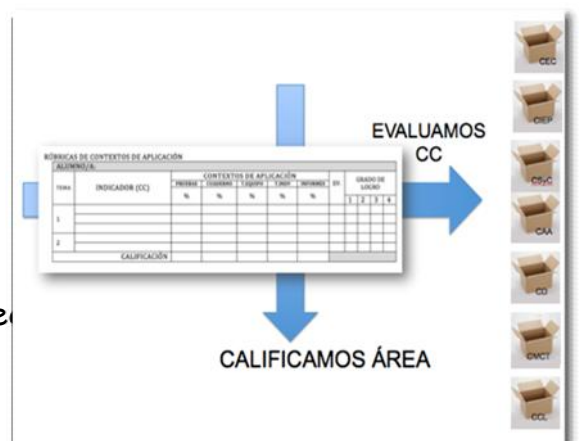 EVALUAMOS
CC
RÚBRICAS DE CONTEXTOS DE APLICACIÓN
ALUMNO/A:
TEMA
INDICADOR (CC)
CONTEXTOS DE APLICACIÓN
PRUEBAS CUADERNO T.EQUIPO T.INDV INFORMES
% % % % %
GRADO DE
LOGRO
1 2 3 4
1
2
CALIFICACIÓN
CALIFICAMOS ÁREA
CEC
CIEP
CSyC
CAA
CD
CMCT
CCL